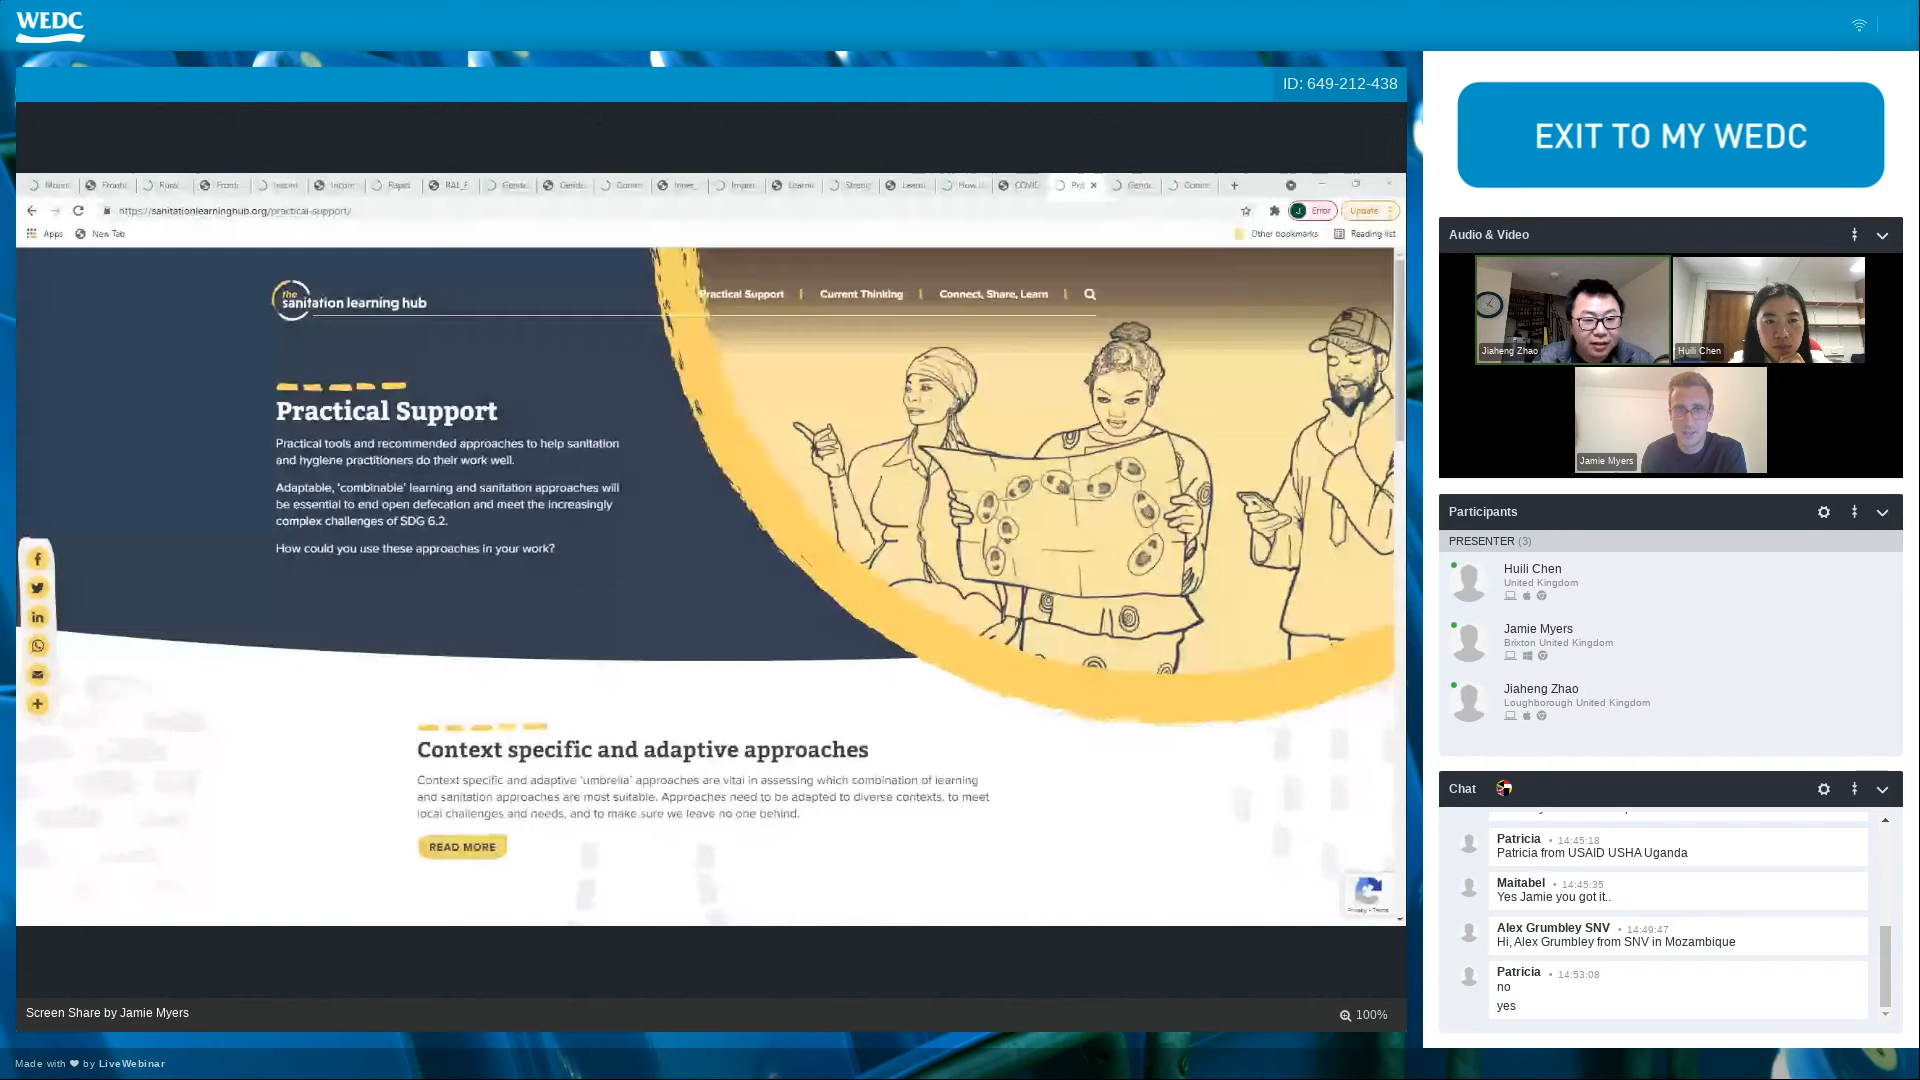 WEDC
ID: 649-212-438
EXIT TO MY WEDC
RAL_F
Rapid
COVID
Error
Update
https://sanitationlearninghub.org/practical-support/
Apps
New Tab
Other bookmarks
Reading list
the
sanitation learning hub
Practical Support
Current Thinking
Connect, Share, Learn
Practical Support
Practical tools and recommended approaches to help sanitation
and hygiene practitioners do their work well.
Adaptable, 'combinable' learning and sanitation approaches will
be essential to end open defecation and meet the increasingly
complex challenges of SDG 6.2.
How could you use these approaches in your work?
Context specific and adaptive approaches
Context specific and adaptive 'umbrella' approaches are vital in assessing which combination of learning
and sanitation approaches are most suitable. Approaches need to be adapted to diverse contexts, to meet
local challenges and needs, and to make sure we leave no one behind.
READ MORE
Privacy - Terms
Screen Share by Jamie Myers
100%
Made with ♥ by LiveWebinar
Audio & Video
Jiaheng Zhao
Huili Chen
Jamie Myers
Participants
PRESENTER (3)
Huili Chen
United Kingdom
Jamie Myers
Brixton United Kingdom
Jiaheng Zhao
Loughborough United Kingdom
Chat
Patricia • 14:45:18
Patricia from USAID USHA Uganda
Maitabel • 14:45:35
Yes Jamie you got it..
Alex Grumbley SNV • 14:49:47
Hi, Alex Grumbley from SNV in Mozambique
Patricia • 14:53:08
no
yes